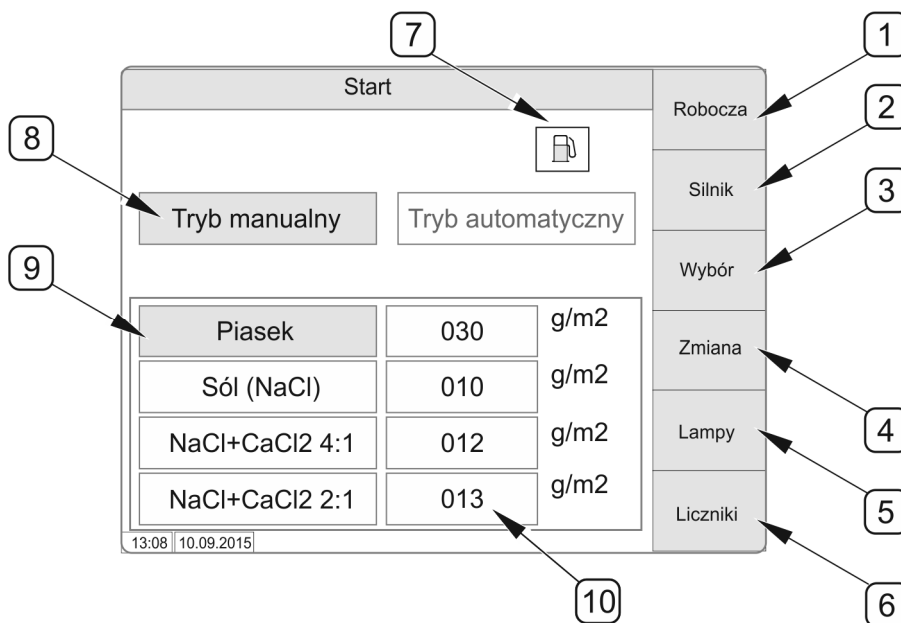 7
1
Start
Robocza
2
8
Silnik
3
Tryb manualny Tryb automatyczny
9
Wybór
Piasek 030 g/m2
Zmiana
Sól (NaCl) 010 g/m2
4
NaCl+CaCl2 4:1 012 g/m2
Lampy
NaCl+CaCl2 2:1 013 g/m2
5
Liczniki
13:08 10.09.2015
10
6